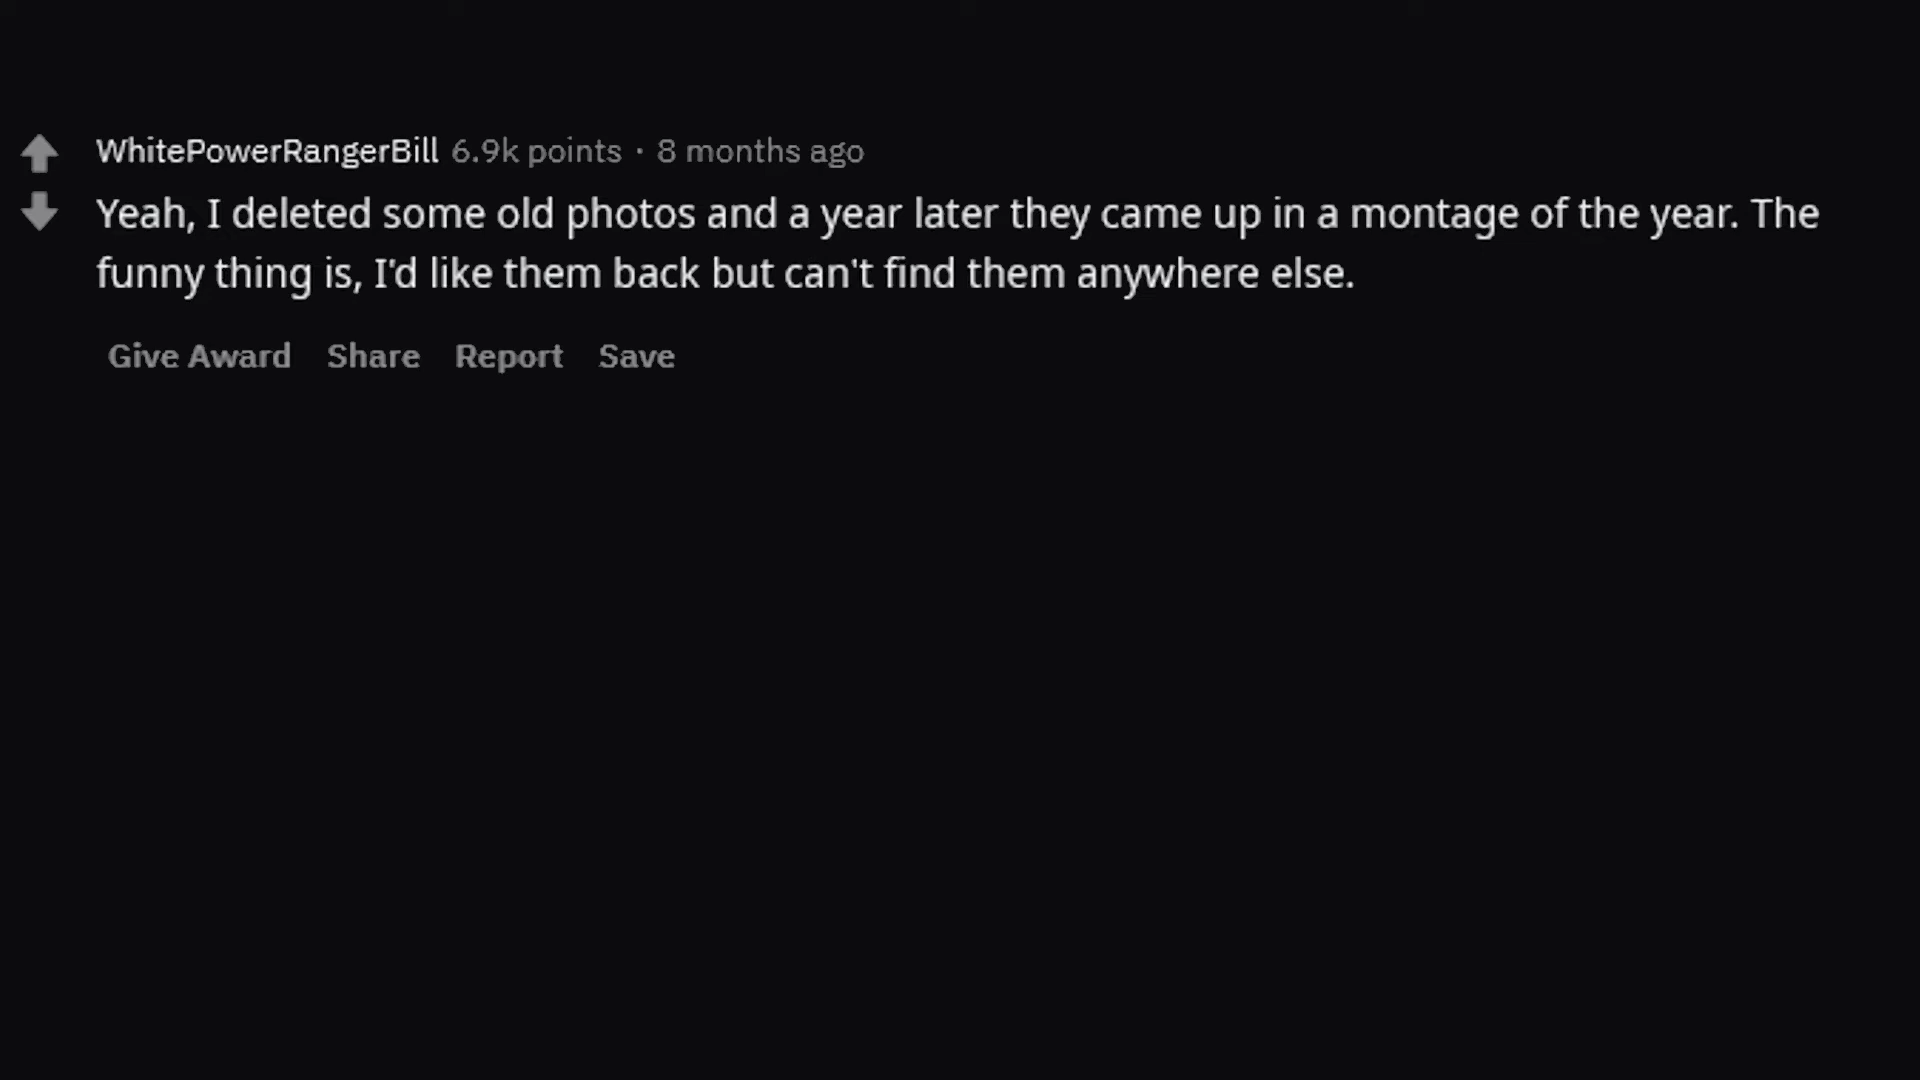 WhitePowerRangerBill 6.9k points · 8 months ago
Yeah, I deleted some old photos and a year later they came up in a montage of the year. The
funny thing is, I'd like them back but can't find them anywhere else.
Give Award Share Report Save